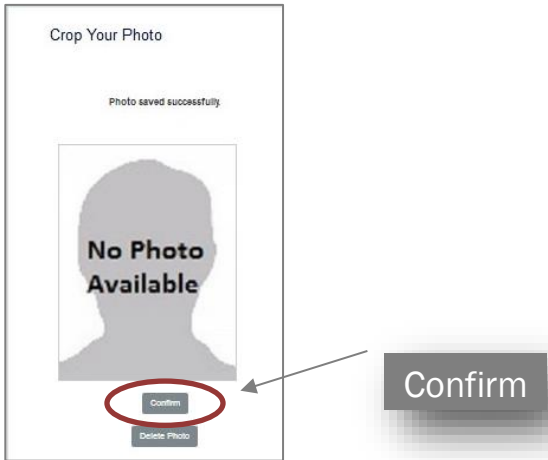 Crop Your Photo
Photo saved successfully.
No Photo
Available
Confirm
Delete Photo
Confirm